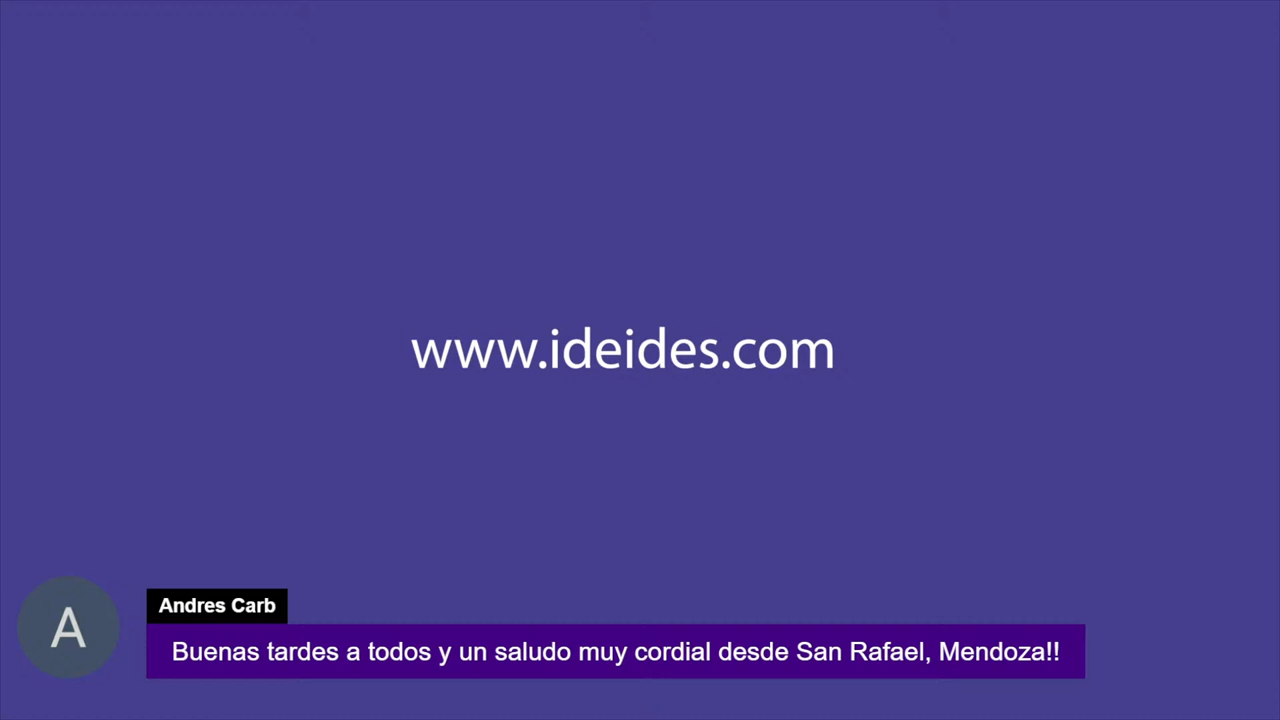 www.ideides.com
A
Andres Carb
Buenas tardes a todos y un saludo muy cordial desde San Rafael, Mendoza!!